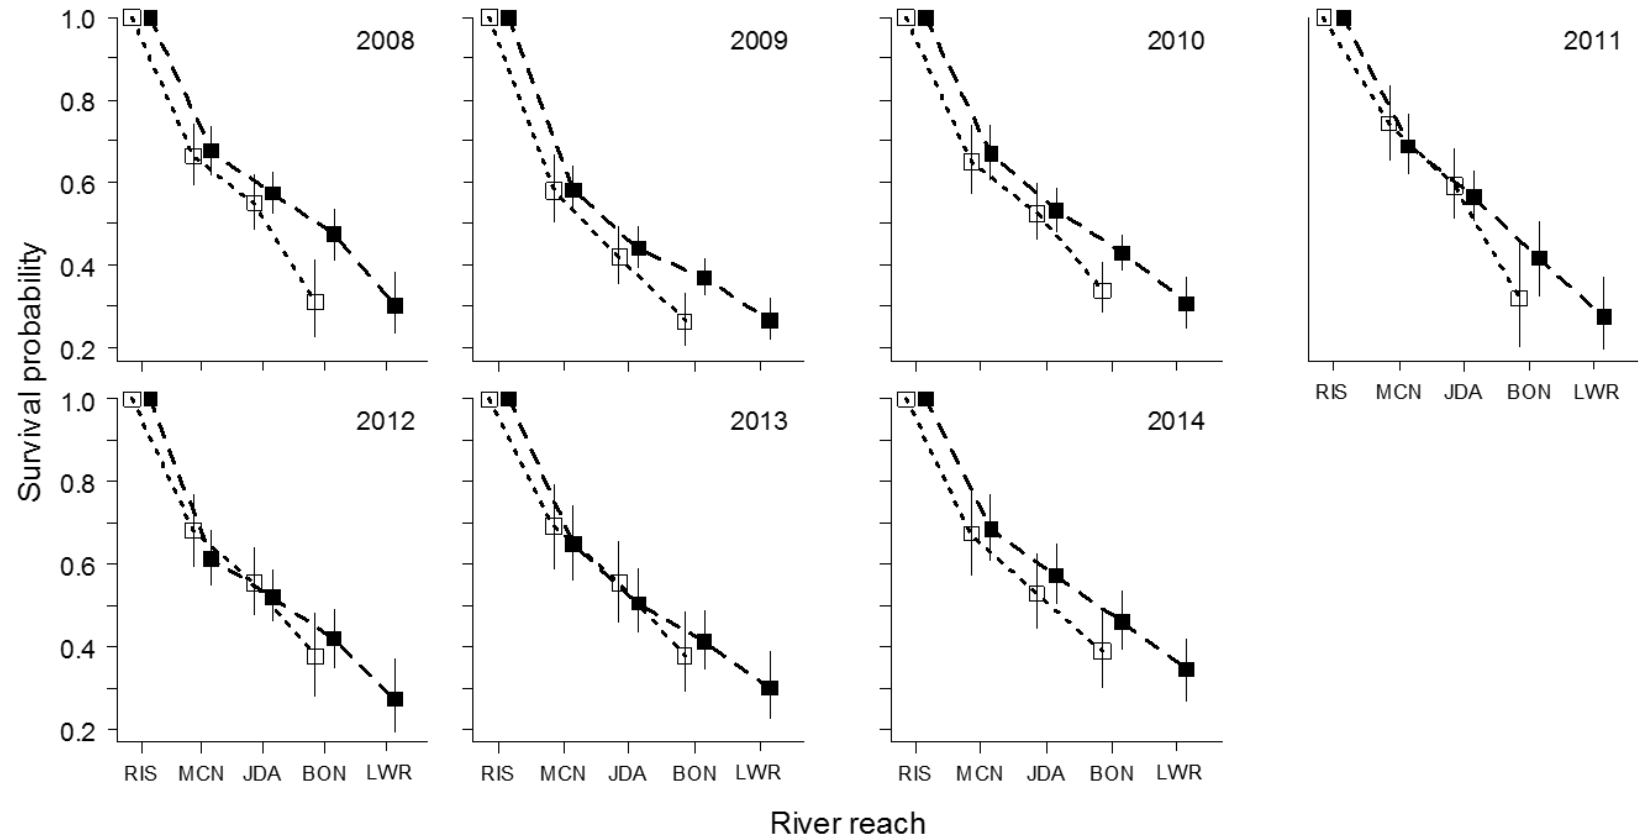 Survival probability
1.0
0.8
0.6
0.4
0.2
2008
2009
2010
2011
RIS MCN JDA BON LWR
1.0
0.8
0.6
0.4
0.2
2012
2013
2014
RIS MCN JDA BON LWR
RIS MCN JDA BON LWR
RIS MCN JDA BON LWR
River reach